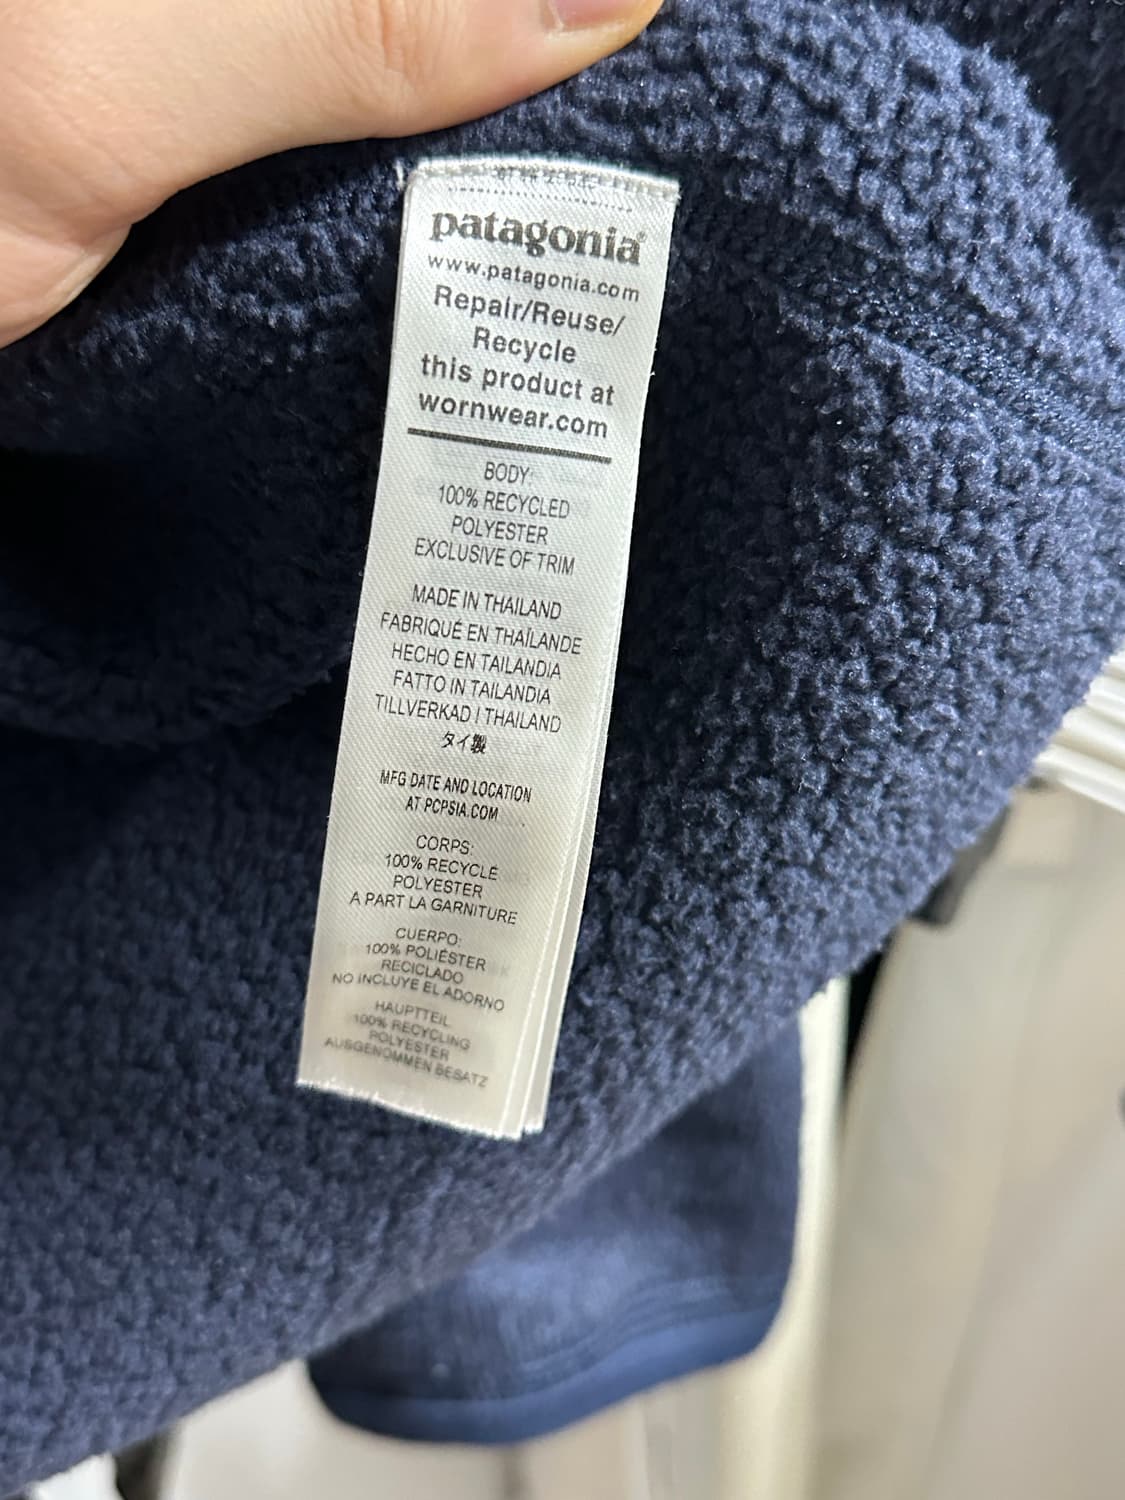 patagonia®
www.patagonia.com
Repair/Reuse/
Recycle
this product at
wornwear.com
BODY:
100% RECYCLED
POLYESTER
EXCLUSIVE OF TRIM
MADE IN THAILAND
FABRIQUÉ EN THAÏLANDE
HECHO EN TAILANDIA
FATTO IN TAILANDIA
TILLVERKAD I THAILAND
タイ製
MFG DATE AND LOCATION
AT PCPSIA.COM
CORPS:
100% RECYCLÉ
POLYESTER
A PART LA GARNITURE
CUERPO:
100% POLIÉSTER
RECICLADO
NO INCLUYE EL ADORNO
HAUPTTEIL
100% RECYCLING
POLYESTER
AUSGENOMMEN BESATZ